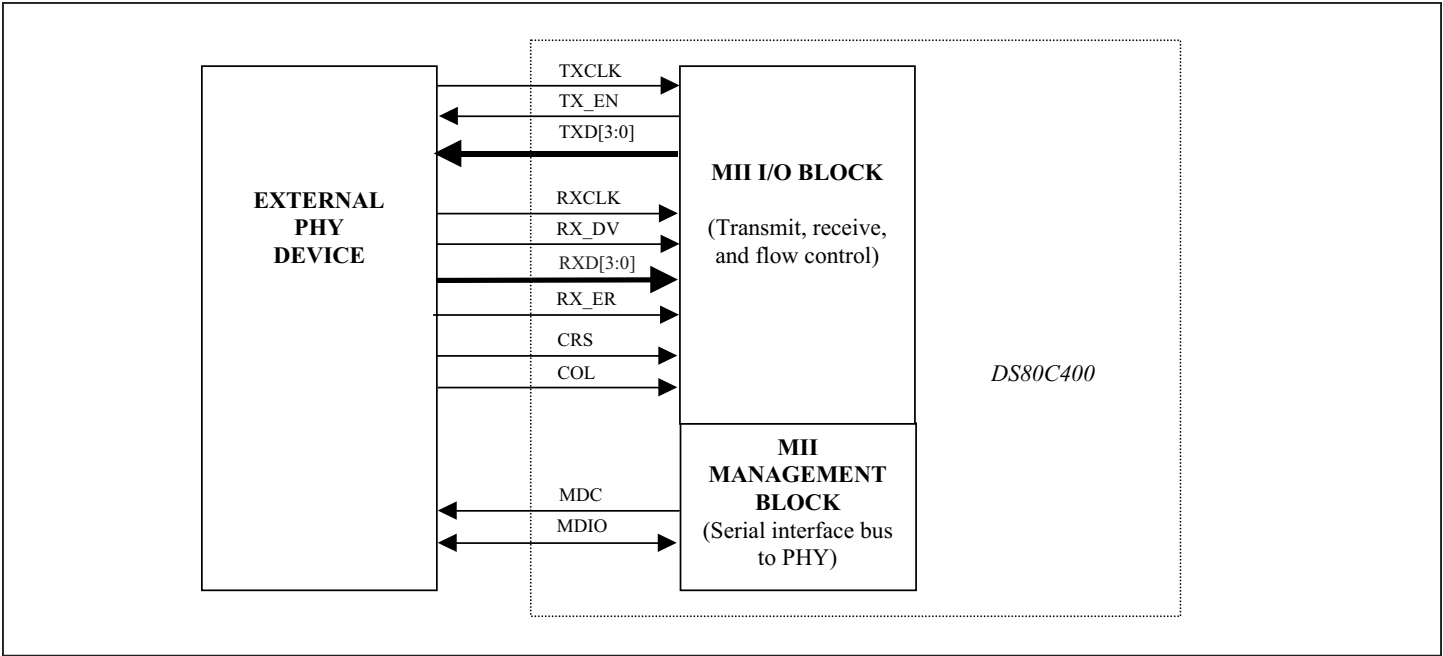 EXTERNAL
PHY
DEVICE
TXCLK
TX_EN
TXD[3:0]
RXCLK
RX_DV
RXD[3:0]
RX_ER
CRS
COL
MDC
MDIO
MII I/O BLOCK
(Transmit, receive,
and flow control)
MII
MANAGEMENT
BLOCK
(Serial interface bus
to PHY)
DS80C400